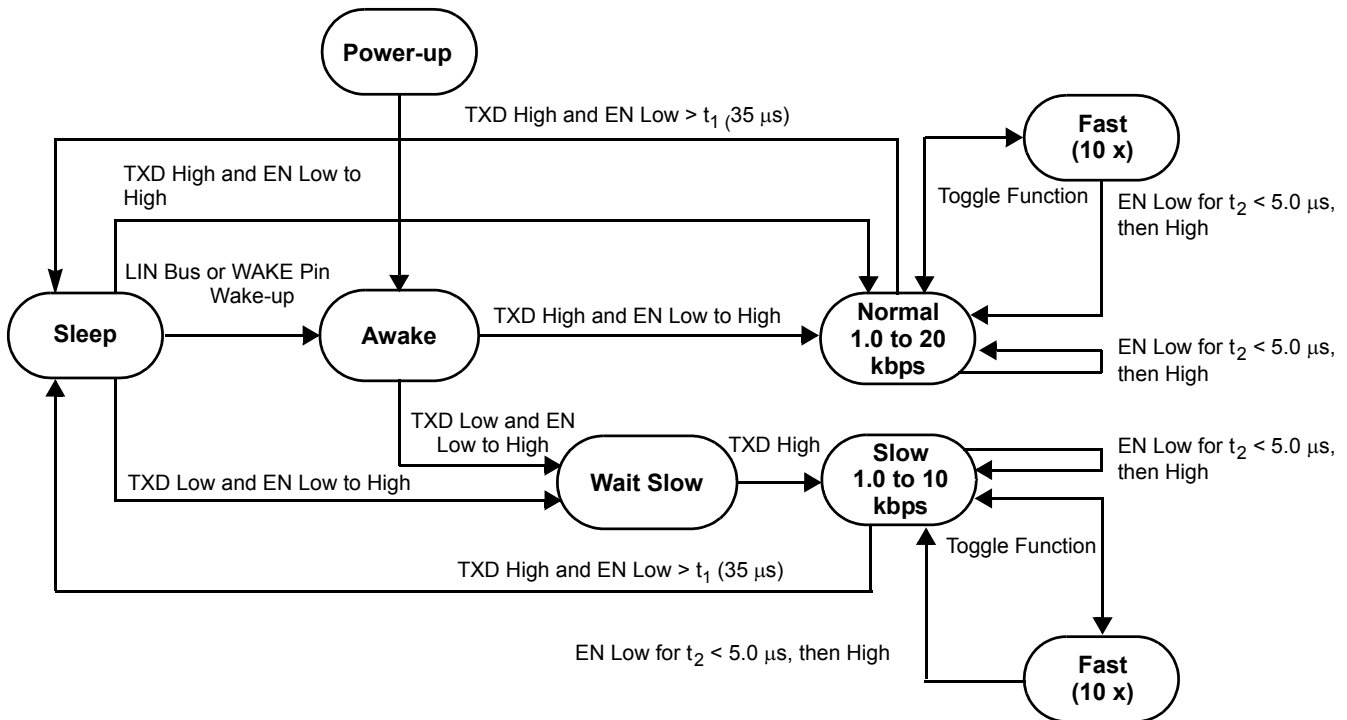 Power-up
TXD High and EN Low > t1 (35 μs)
Fast
(10 x)
TXD High and EN Low to
High
Toggle Function
EN Low for t2 < 5.0 μs,
then High
LIN Bus or WAKE Pin
Wake-up
Sleep
Awake
TXD High and EN Low to High
Normal
1.0 to 20
kbps
EN Low for t2 < 5.0 μs,
then High
TXD Low and EN
Low to High
TXD Low and EN Low to High
Wait Slow
TXD High
Slow
1.0 to 10
kbps
EN Low for t2 < 5.0 μs,
then High
Toggle Function
TXD High and EN Low > t1 (35 μs)
EN Low for t2 < 5.0 μs, then High
Fast
(10 x)